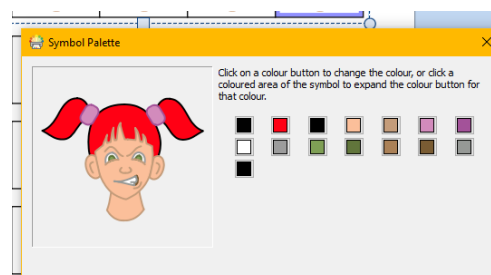 Symbol Palette
Click on a colour button to change the colour, or click a
coloured area of the symbol to expand the colour button for
that colour.